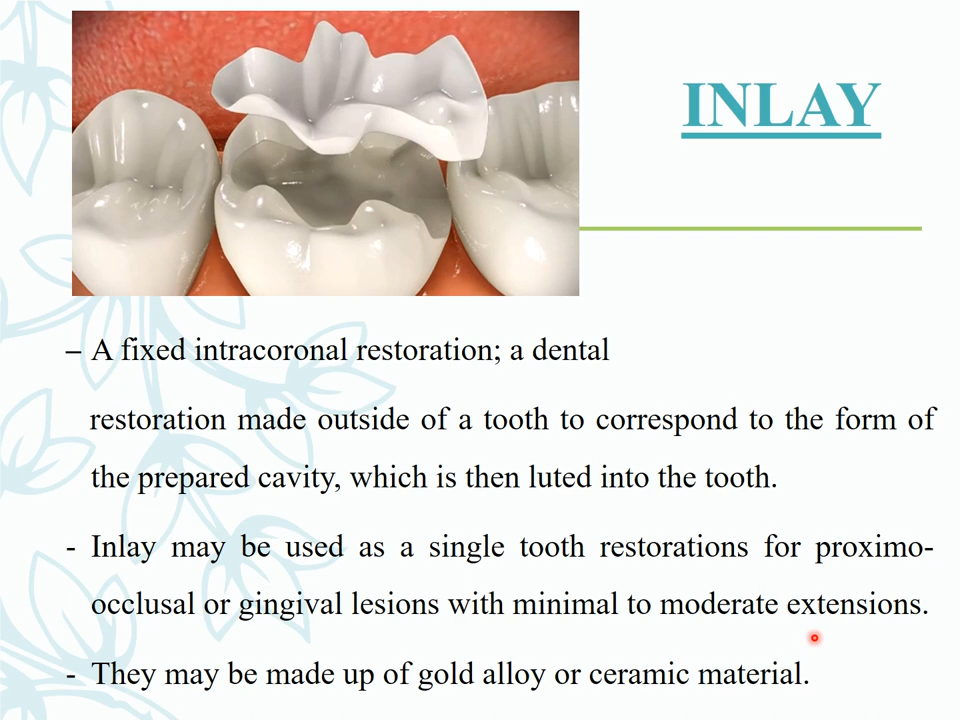 INLAY
– A fixed intracoronal restoration; a dental
restoration made outside of a tooth to correspond to the form of
the prepared cavity, which is then luted into the tooth.
- Inlay may be used as a single tooth restorations for proximo-
occlusal or gingival lesions with minimal to moderate extensions.
- They may be made up of gold alloy or ceramic material.